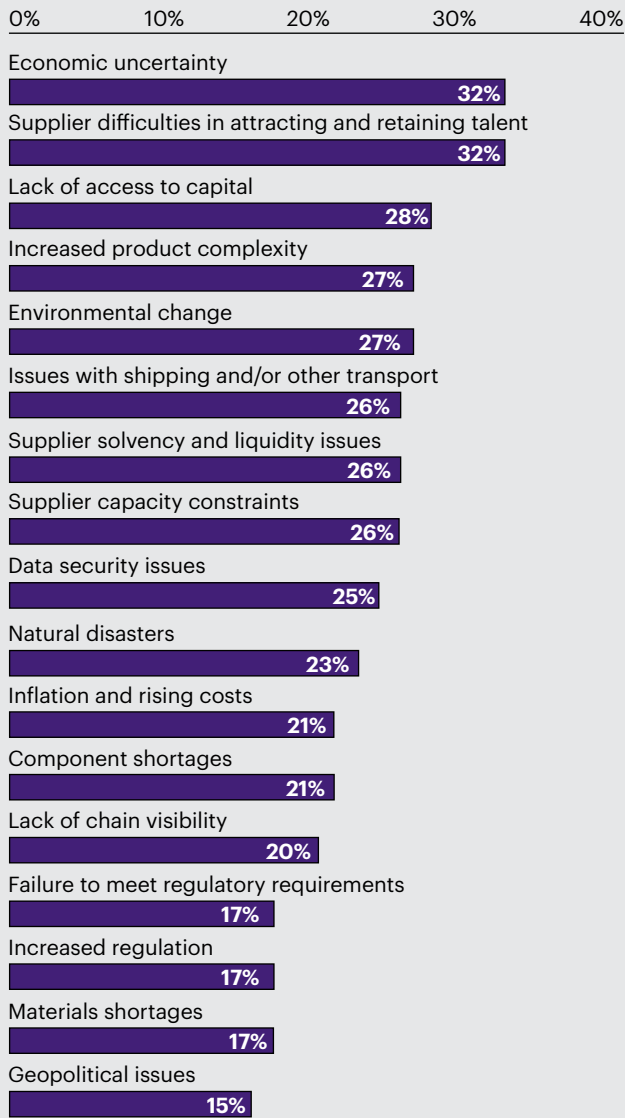 0% 10% 20% 30% 40%
Economic uncertainty
32%
Supplier difficulties in attracting and retaining talent
32%
Lack of access to capital
28%
Increased product complexity
27%
Environmental change
27%
Issues with shipping and/or other transport
26%
Supplier solvency and liquidity issues
26%
Supplier capacity constraints
26%
Data security issues
25%
Natural disasters
23%
Inflation and rising costs
21%
Component shortages
21%
Lack of chain visibility
20%
Failure to meet regulatory requirements
17%
Increased regulation
17%
Materials shortages
17%
Geopolitical issues
15%